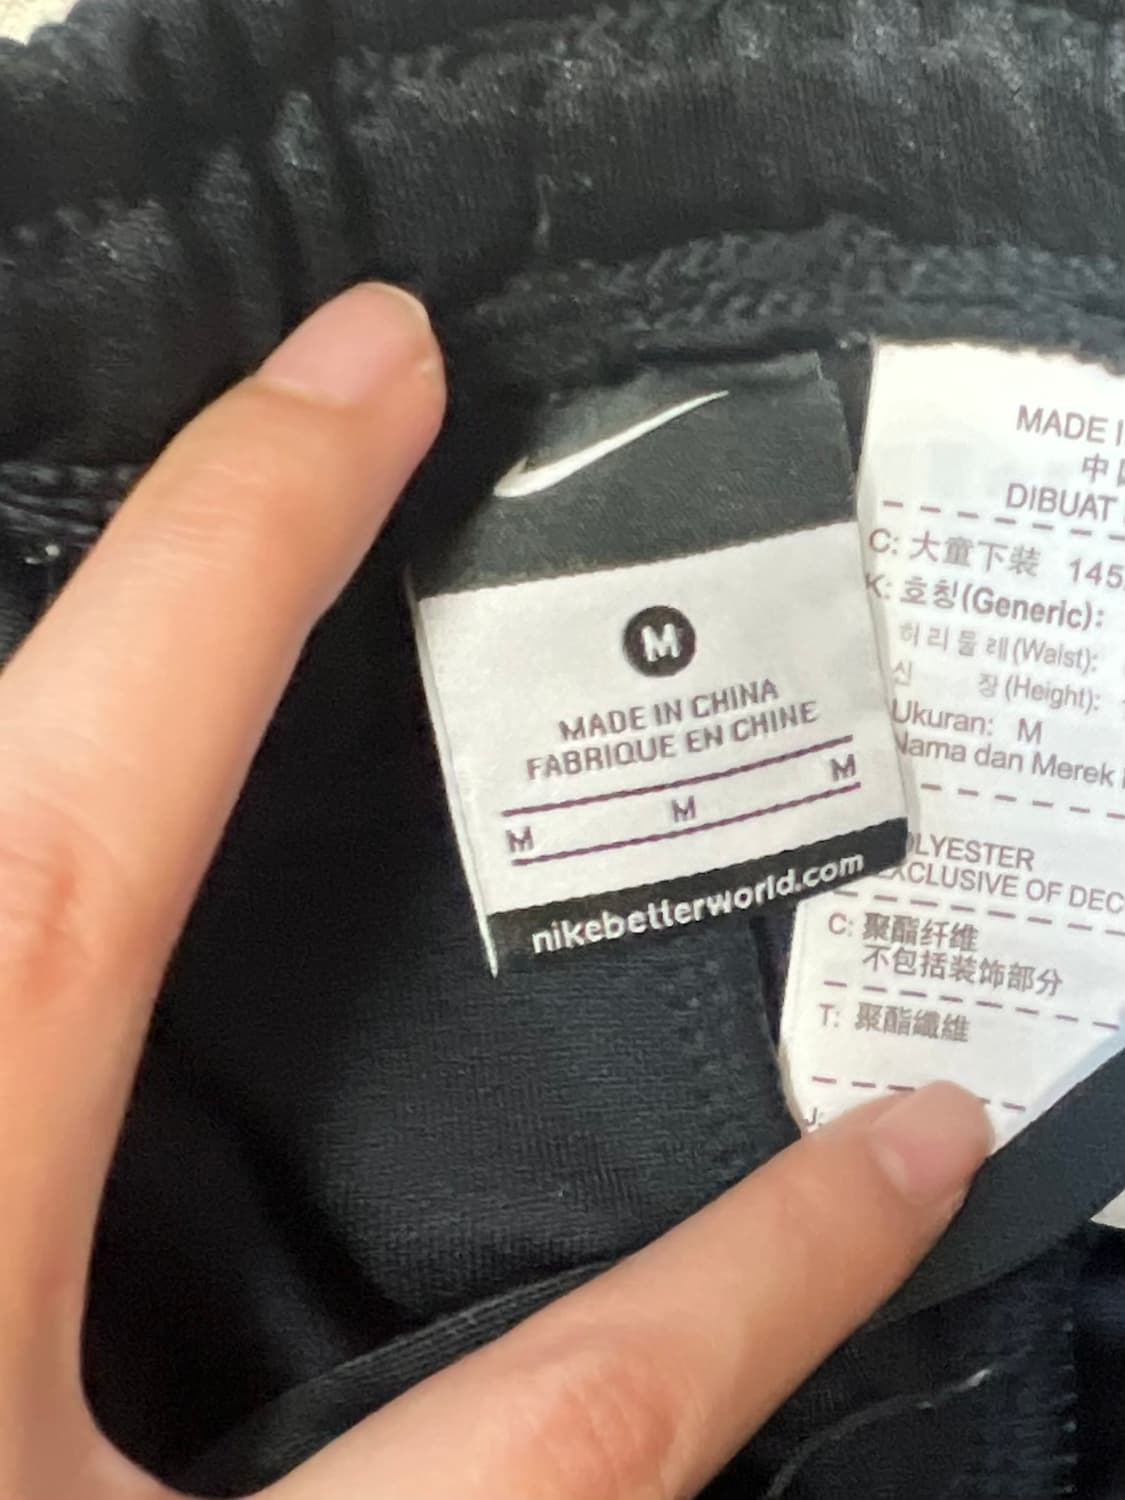 M
MADE IN CHINA
FABRIQUE EN CHINE
M M M
nikebetterworld.com
MADE
中
DIBUAT
C: 大童下装 145
K: 호칭(Generic):
허리둘레(Waist):
신 장(Height):
Ukuran: M
Nama dan Merek
OLYESTER
EXCLUSIVE OF DEC
C: 聚酯纤维
不包括装饰部分
T: 聚酯纖維
J: